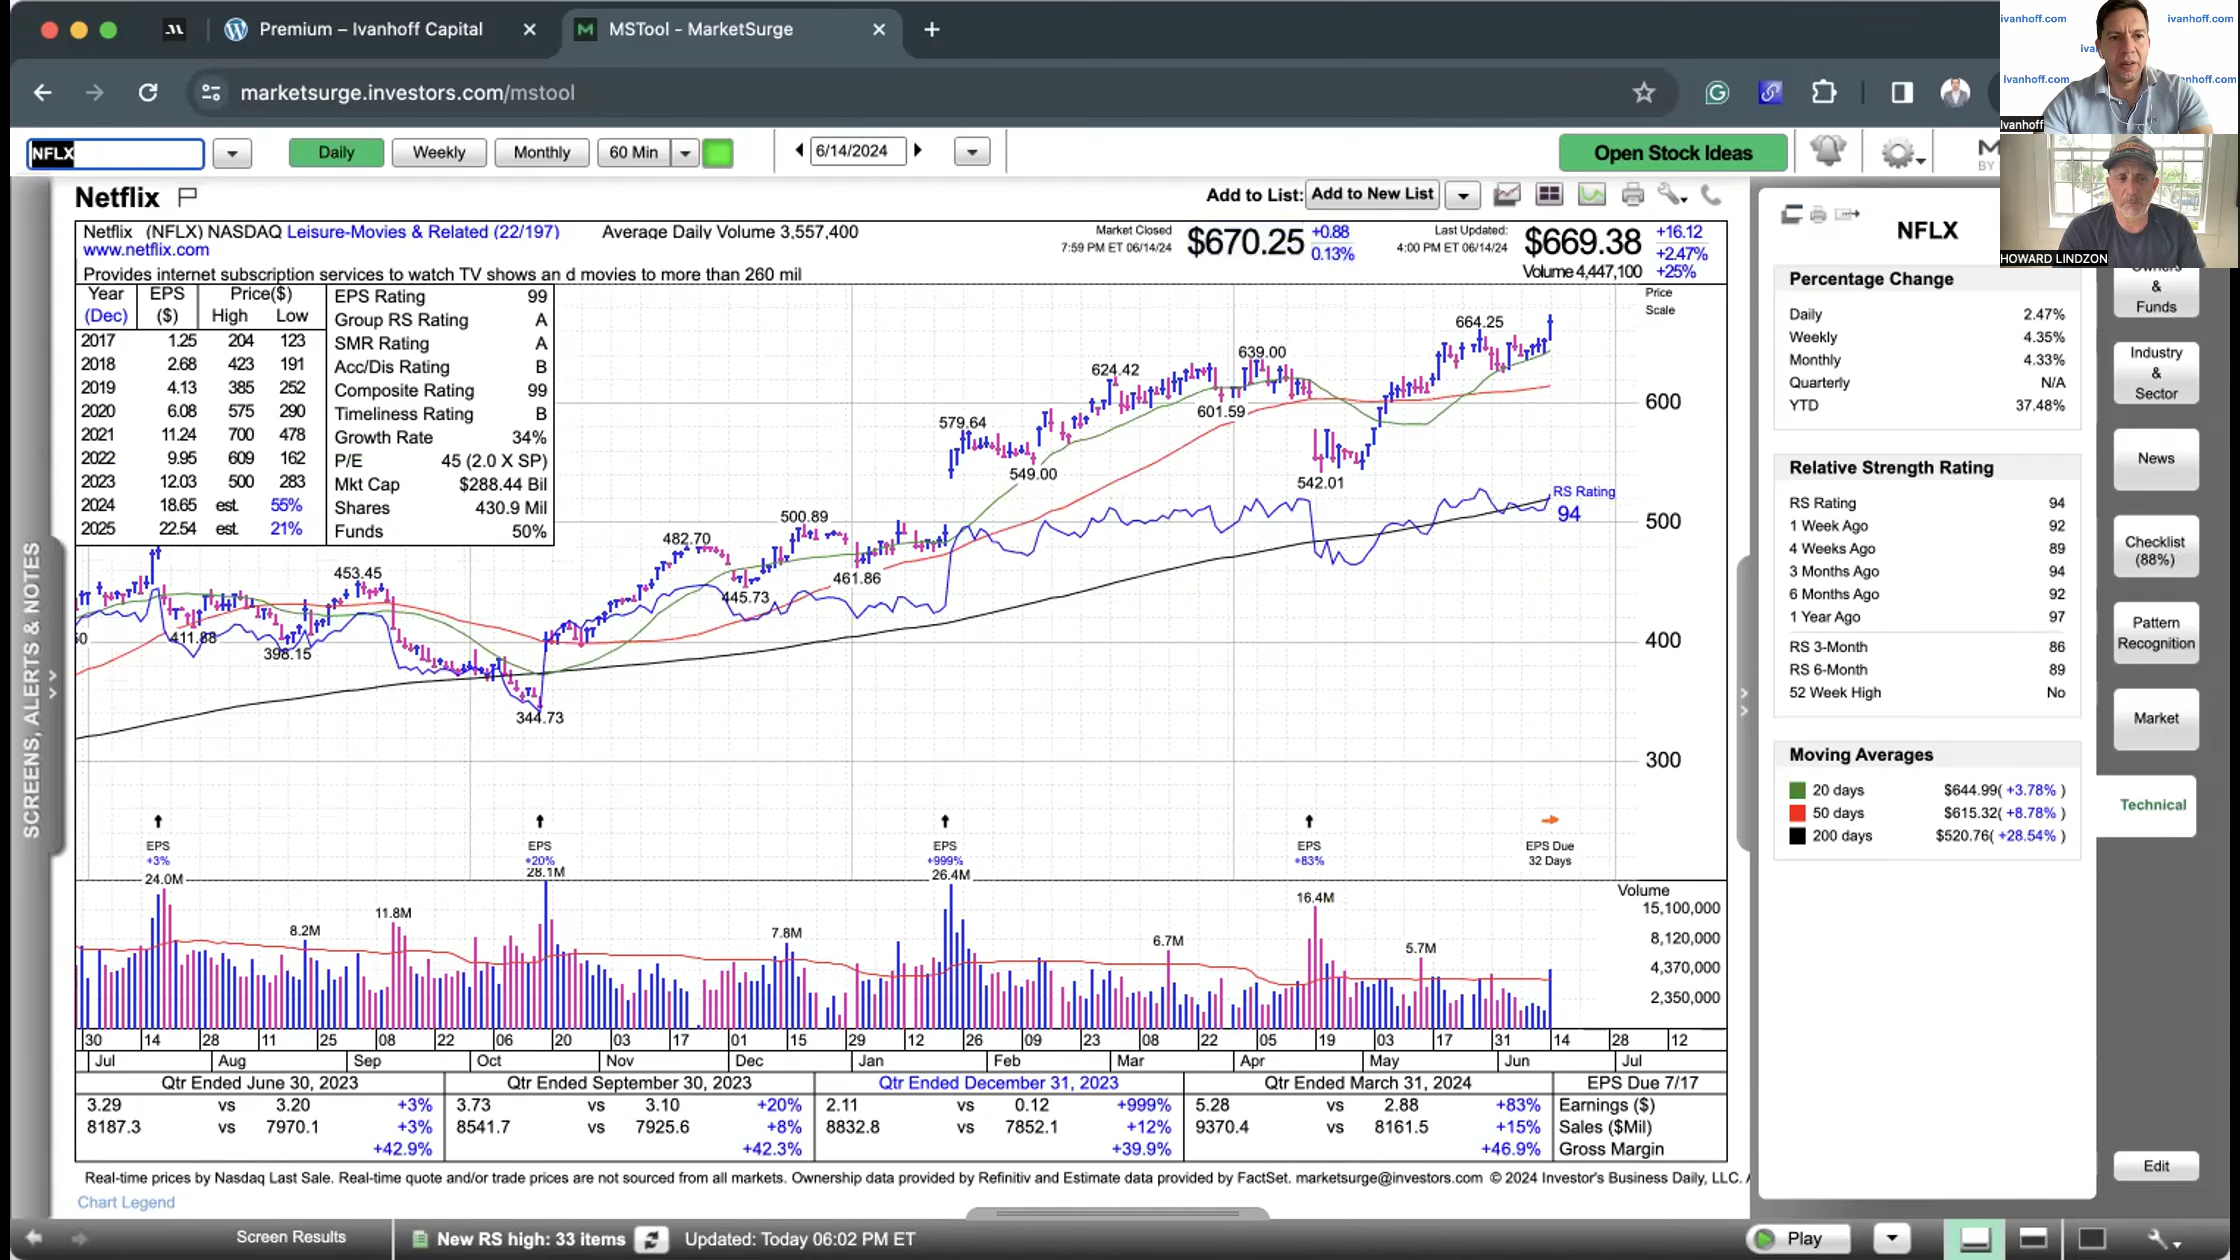 Premium – Ivanhoff Capital
MSTool - MarketSurge
marketsurge.investors.com/mstool
NFLX
Daily
Weekly
Monthly
60 Min
6/14/2024
Open Stock Ideas
Ivanhoff.com
ivanhoff.com
Ivanhoff
HOWARD LINDZON
Netflix
Add to List: Add to New List
Netflix (NFLX) NASDAQ Leisure-Movies & Related (22/197) Average Daily Volume 3,557,400
www.netflix.com
Provides internet subscription services to watch TV shows an d movies to more than 260 mil
Market Closed
7:59 PM ET 06/14/24
$670.25
+0.88
0.13%
Last Updated:
4:00 PM ET 06/14/24
$669.38
+16.12
+2.47%
Volume 4,447,100 +25%
Year EPS Price($)
(Dec) ($) High Low
2017 1.25 204 123
2018 2.68 423 191
2019 4.13 385 252
2020 6.08 575 290
2021 11.24 700 478
2022 9.95 609 162
2023 12.03 500 283
2024 18.65 est. 55%
2025 22.54 est. 21%
EPS Rating 99
Group RS Rating A
SMR Rating A
Acc/Dis Rating B
Composite Rating 99
Timeliness Rating B
Growth Rate 34%
P/E 45 (2.0 X SP)
Mkt Cap $288.44 Bil
Shares 430.9 Mil
Funds 50%
Price
Scale
664.25
639.00
624.42
601.59
579.64
549.00
542.01
500.89
482.70
461.86
445.73
453.45
411.88
398.15
344.73
RS Rating
94
600
500
400
300
EPS
+3%
EPS
+20%
EPS
+999%
EPS
+83%
EPS Due
32 Days
24.0M
8.2M
11.8M
28.1M
7.8M
26.4M
6.7M
16.4M
5.7M
Volume
15,100,000
8,120,000
4,370,000
2,350,000
30 14 28 11 25 08 22 06 20 03 17 01 15 29 12 26 09 23 08 22 05 19 03 17 31 14 28 12
Jul Aug Sep Oct Nov Dec Jan Feb Mar Apr May Jun Jul
Qtr Ended June 30, 2023 Qtr Ended September 30, 2023 Qtr Ended December 31, 2023 Qtr Ended March 31, 2024 EPS Due 7/17
3.29 vs 3.20 +3% 3.73 vs 3.10 +20% 2.11 vs 0.12 +999% 5.28 vs 2.88 +83% Earnings ($)
8187.3 vs 7970.1 +3% 8541.7 vs 7925.6 +8% 8832.8 vs 7852.1 +12% 9370.4 vs 8161.5 +15% Sales ($Mil)
+42.9% +42.3% +39.9% +46.9% Gross Margin
Real-time prices by Nasdaq Last Sale. Real-time quote and/or trade prices are not sourced from all markets. Ownership data provided by Refinitiv and Estimate data provided by FactSet. marketsurge@investors.com © 2024 Investor's Business Daily, LLC.
Chart Legend
SCREENS, ALERTS & NOTES
NFLX
Percentage Change
Daily 2.47%
Weekly 4.35%
Monthly 4.33%
Quarterly N/A
YTD 37.48%
Relative Strength Rating
RS Rating 94
1 Week Ago 92
4 Weeks Ago 89
3 Months Ago 94
6 Months Ago 92
1 Year Ago 97
RS 3-Month 86
RS 6-Month 89
52 Week High No
Moving Averages
20 days $644.99( +3.78% )
50 days $615.32( +8.78% )
200 days $520.76( +28.54% )
Owners
&
Funds
Industry
&
Sector
News
Checklist
(88%)
Pattern
Recognition
Market
Technical
Edit
Screen Results
New RS high: 33 items
Updated: Today 06:02 PM ET
Play